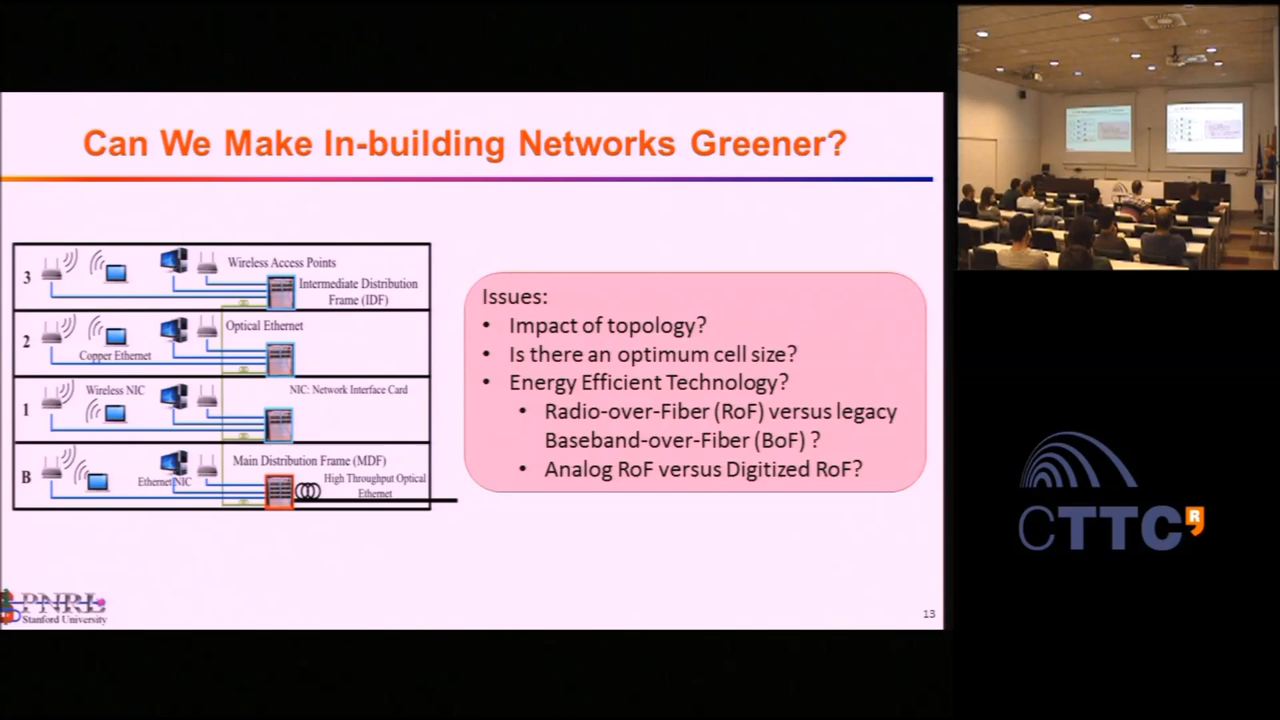 Can We Make In-building Networks Greener?
3
Wireless Access Points
Intermediate Distribution
Frame (IDF)
2
Optical Ethernet
Copper Ethernet
1
Wireless NIC
NIC: Network Interface Card
B
Main Distribution Frame (MDF)
Ethernet NIC
High Throughput Optical
Ethernet
Issues:
• Impact of topology?
• Is there an optimum cell size?
• Energy Efficient Technology?
• Radio-over-Fiber (RoF) versus legacy
Baseband-over-Fiber (BoF) ?
• Analog RoF versus Digitized RoF?
PNRL
Stanford University
13
CTTC
R